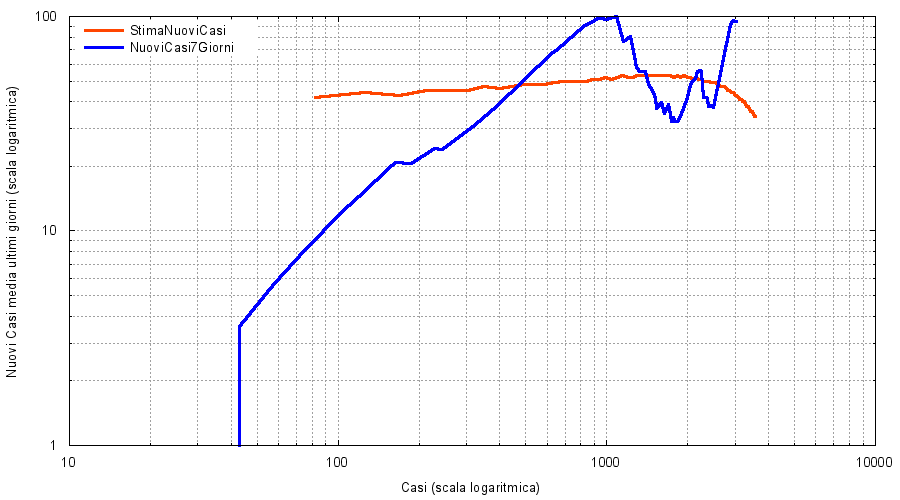 100
StimaNuoviCasi
NuoviCasi7Giorni
10
1
Nuovi Casi media ultimi giorni (scala logaritmica)
10 100 1000 10000
Casi (scala logaritmica)